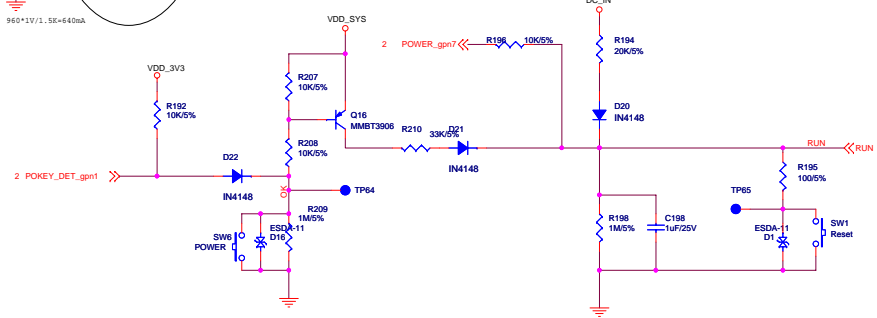 960*1V/1.5K=640mA
VDD_SYS
DC_IN
2 POWER_gpn7
R196 10K/5%
R194
20K/5%
VDD_3V3
R207
10K/5%
R192
10K/5%
Q16
MMBT3906
D20
IN4148
R210 33K/5%
D21
IN4148
R208
10K/5%
RUN
RUN
D22
IN4148
2 POKEY_DET_gpn1
R195
100/5%
TP64
TP65
OK
R209
1M/5%
SW6
POWER
ESDA-11
D16
R198
1M/5%
C198
1uF/25V
ESDA-11
D1
SW1
Reset